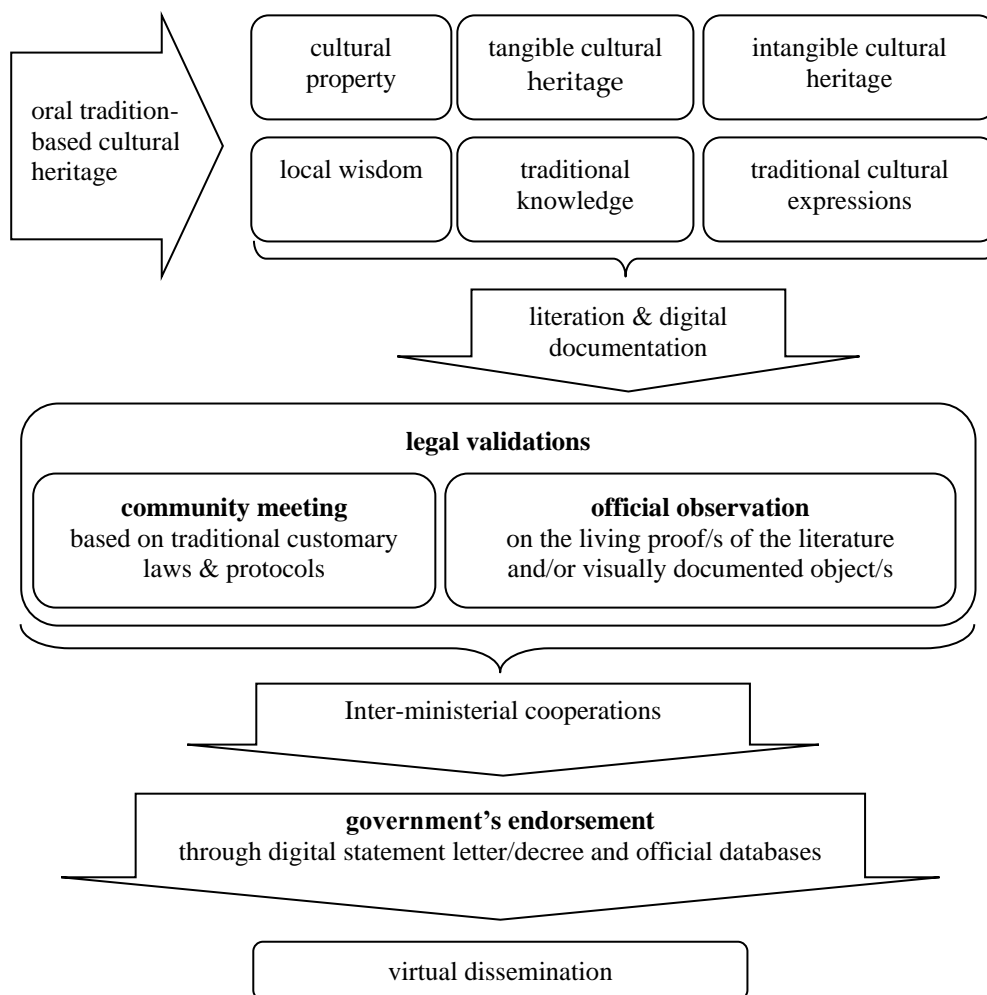 oral tradition-
based cultural
heritage
cultural
property
tangible cultural
heritage
intangible cultural
heritage
local wisdom
traditional
knowledge
traditional cultural
expressions
literation & digital
documentation
legal validations
community meeting
based on traditional customary
laws & protocols
official observation
on the living proof/s of the literature
and/or visually documented object/s
Inter-ministerial cooperations
government’s endorsement
through digital statement letter/decree and official databases
virtual dissemination